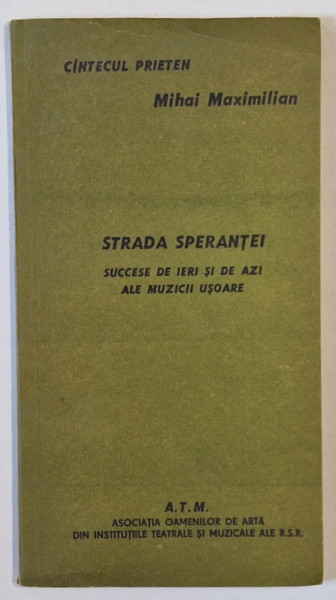 CÎNTECUL PRIETEN
Mihai Maximilian
STRADA SPERANȚEI
SUCCESE DE IERI ȘI DE AZI
ALE MUZICII UȘOARE
A.T.M.
ASOCIAȚIA OAMENILOR DE ARTĂ
DIN INSTITUȚIILE TEATRALE ȘI MUZICALE ALE R.S.R.